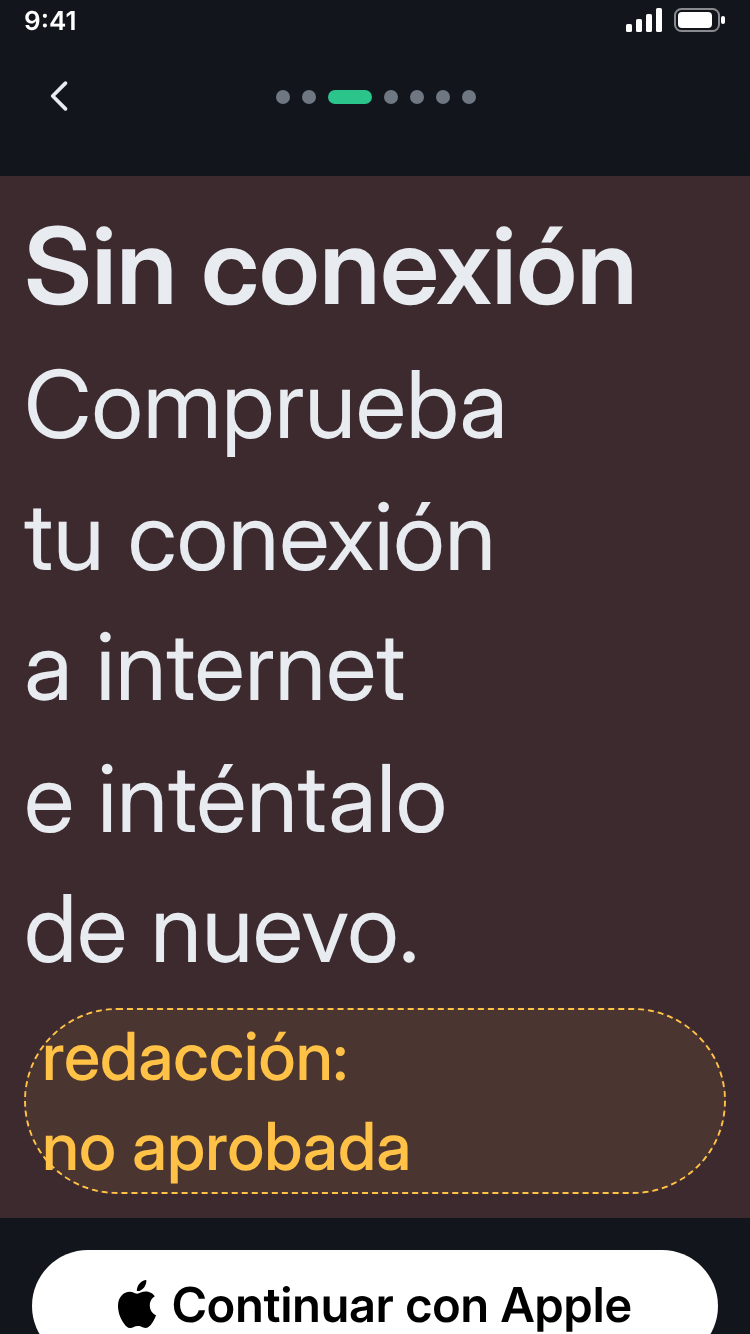 9:41
Sin conexión
Comprueba
tu conexión
a internet
e inténtalo
de nuevo.
redacción:
no aprobada
Continuar con Apple